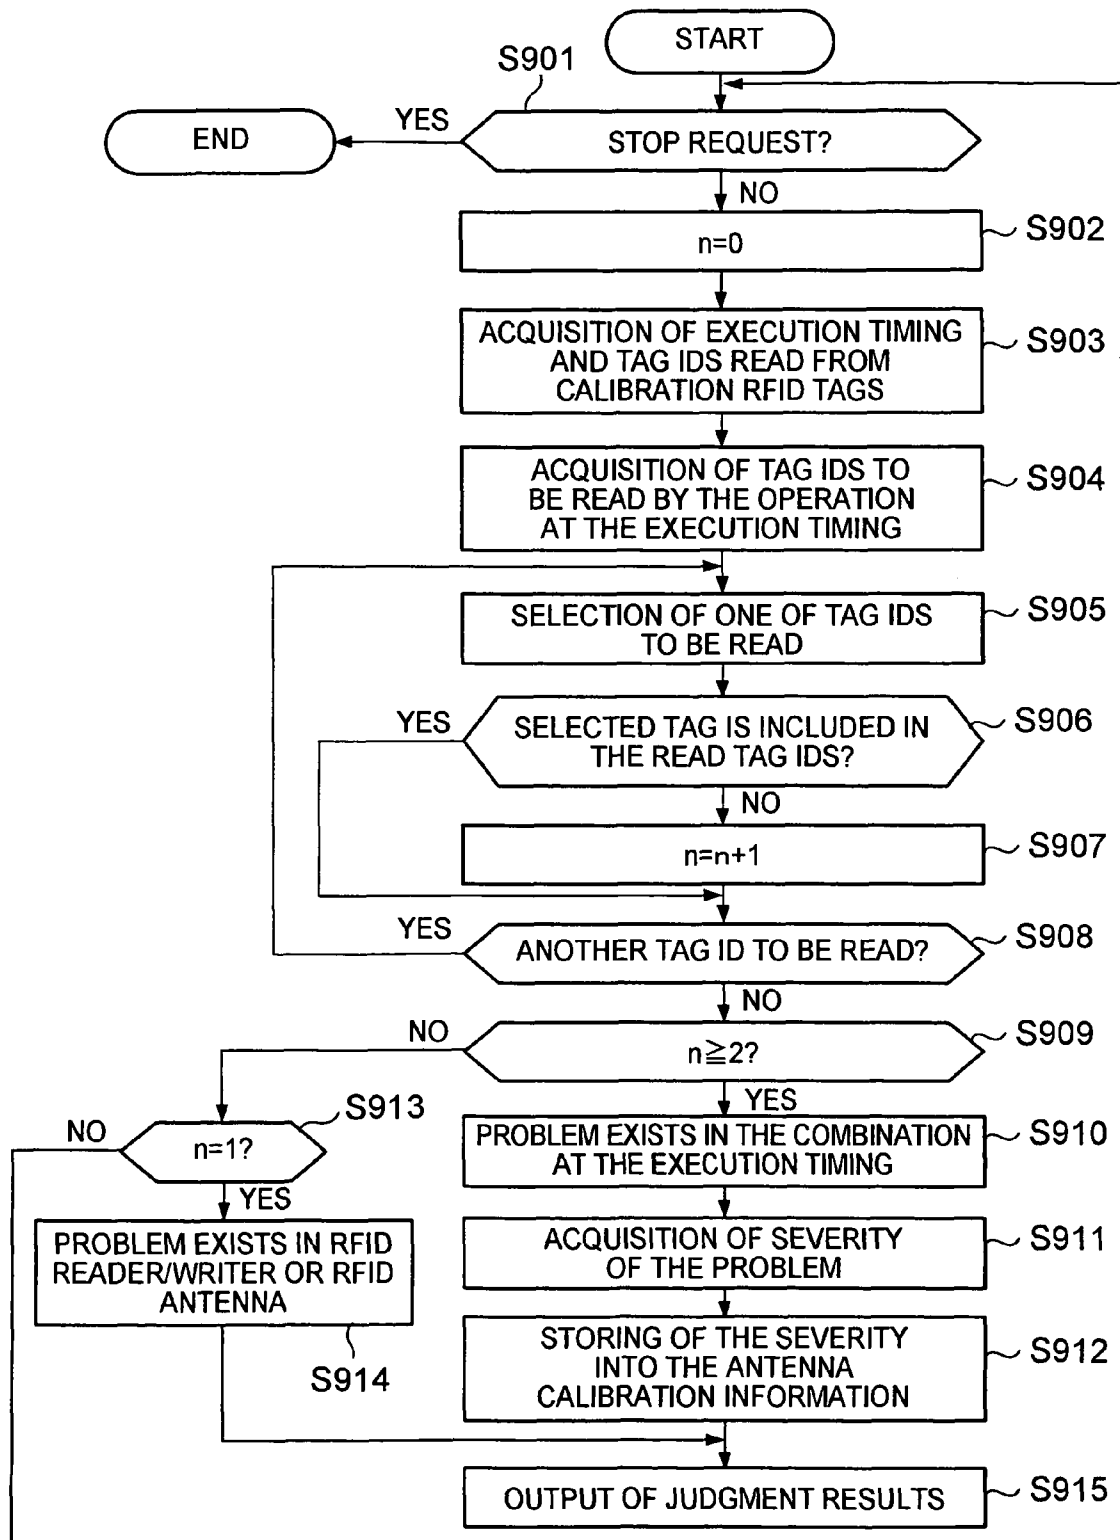 START
S901
END
YES
STOP REQUEST?
NO
n=0
S902
ACQUISITION OF EXECUTION TIMING
AND TAG IDS READ FROM
CALIBRATION RFID TAGS
S903
ACQUISITION OF TAG IDS TO
BE READ BY THE OPERATION
AT THE EXECUTION TIMING
S904
SELECTION OF ONE OF TAG IDS
TO BE READ
S905
YES
SELECTED TAG IS INCLUDED IN
THE READ TAG IDS?
S906
NO
n=n+1
S907
YES
ANOTHER TAG ID TO BE READ?
S908
NO
NO
n≧2?
S909
YES
S913
NO
n=1?
YES
PROBLEM EXISTS IN THE COMBINATION
AT THE EXECUTION TIMING
S910
PROBLEM EXISTS IN RFID
READER/WRITER OR RFID
ANTENNA
S914
ACQUISITION OF SEVERITY
OF THE PROBLEM
S911
STORING OF THE SEVERITY
INTO THE ANTENNA
CALIBRATION INFORMATION
S912
OUTPUT OF JUDGMENT RESULTS
S915